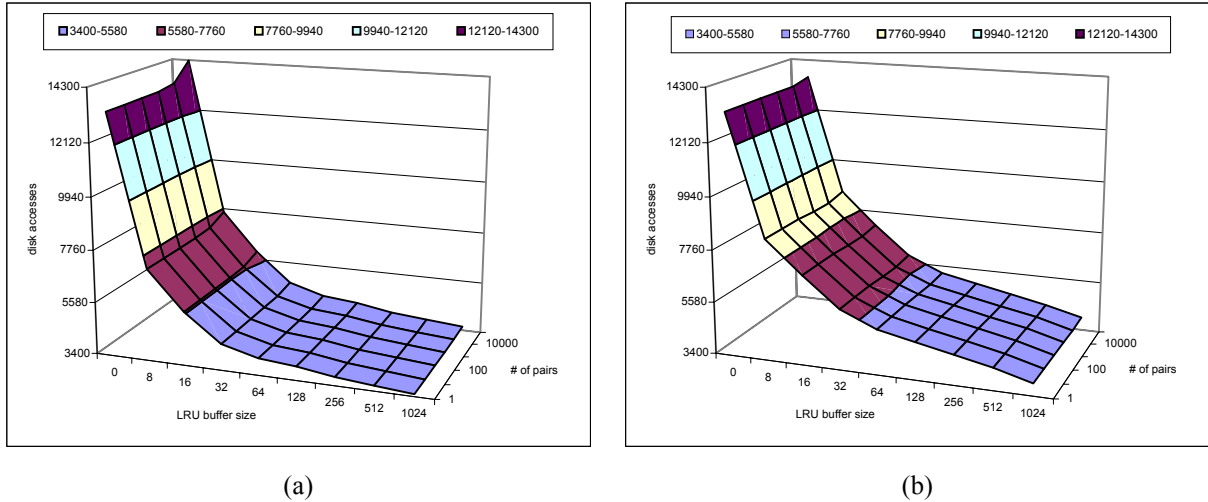 3400-5580 5580-7760 7760-9940 9940-12120 12120-14300
14300
12120
9940
7760
5580
3400
disk accesses
0 8 16 32 64 128 256 512 1024
LRU buffer size
1
100
10000
# of pairs
(a)
3400-5580 5580-7760 7760-9940 9940-12120 12120-14300
14300
12120
9940
7760
5580
3400
disk accesses
0 8 16 32 64 128 256 512 1024
LRU buffer size
1
100
10000
# of pairs
(b)